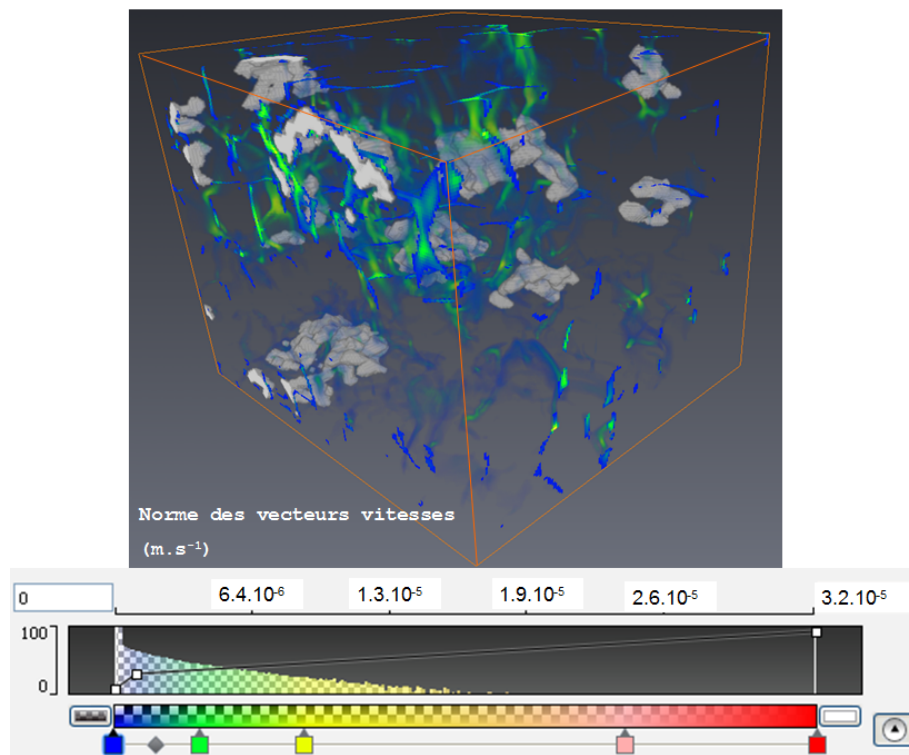 Norme des vecteurs vitesses
(m.s⁻¹)
0 6.4.10⁻⁶ 1.3.10⁻⁵ 1.9.10⁻⁵ 2.6.10⁻⁵ 3.2.10⁻⁵
100
0